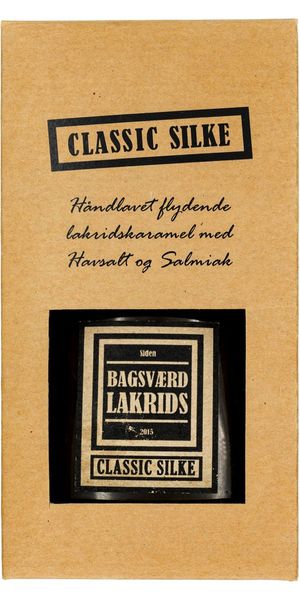 CLASSIC SILKE
Håndlavet flydende
lakridskaramel med
Havsalt og Salmiak
Siden
BAGSVÆRD
LAKRIDS
2015
CLASSIC SILKE